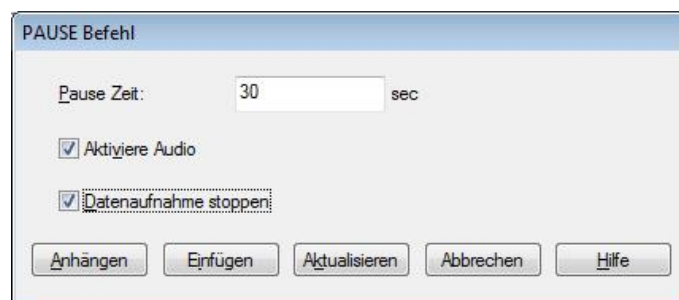 PAUSE Befehl
Pause Zeit: 30 sec
Aktiviere Audio
Datenaufnahme stoppen
Anhängen Einfügen Aktualisieren Abbrechen Hilfe